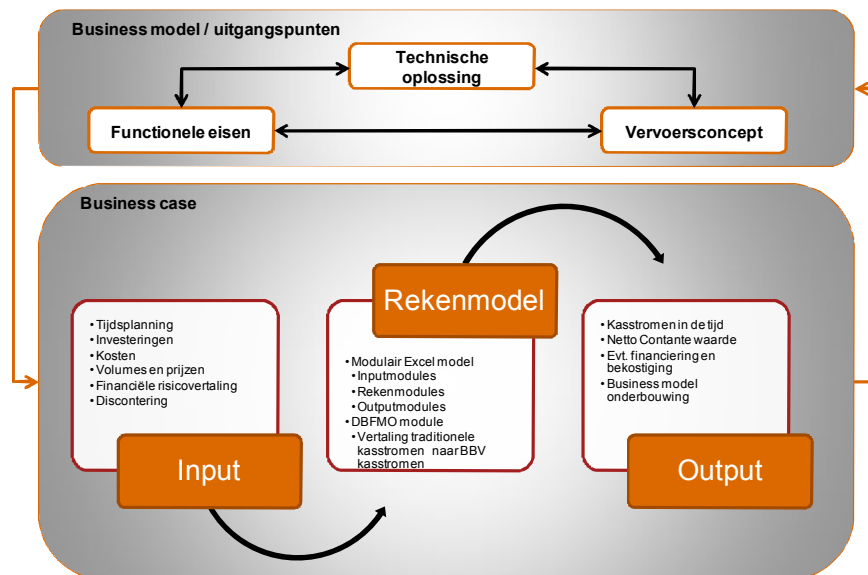 Business model / uitgangspunten
Technische
oplossing
Functionele eisen
Vervoersconcept
Business case
• Tijdsplanning
• Investeringen
• Kosten
• Volumes en prijzen
• Financiële risicovertaling
• Discontering
Input
Rekenmodel
• Modulair Excel model
• Inputmodules
• Rekenmodules
• Outputmodules
• DBFMO module
• Vertaling traditionele
kasstromen naar BBV
kasstromen
• Kasstromen in de tijd
• Netto Contante waarde
• Evt. financiering en
bekostiging
• Business model
onderbouwing
Output